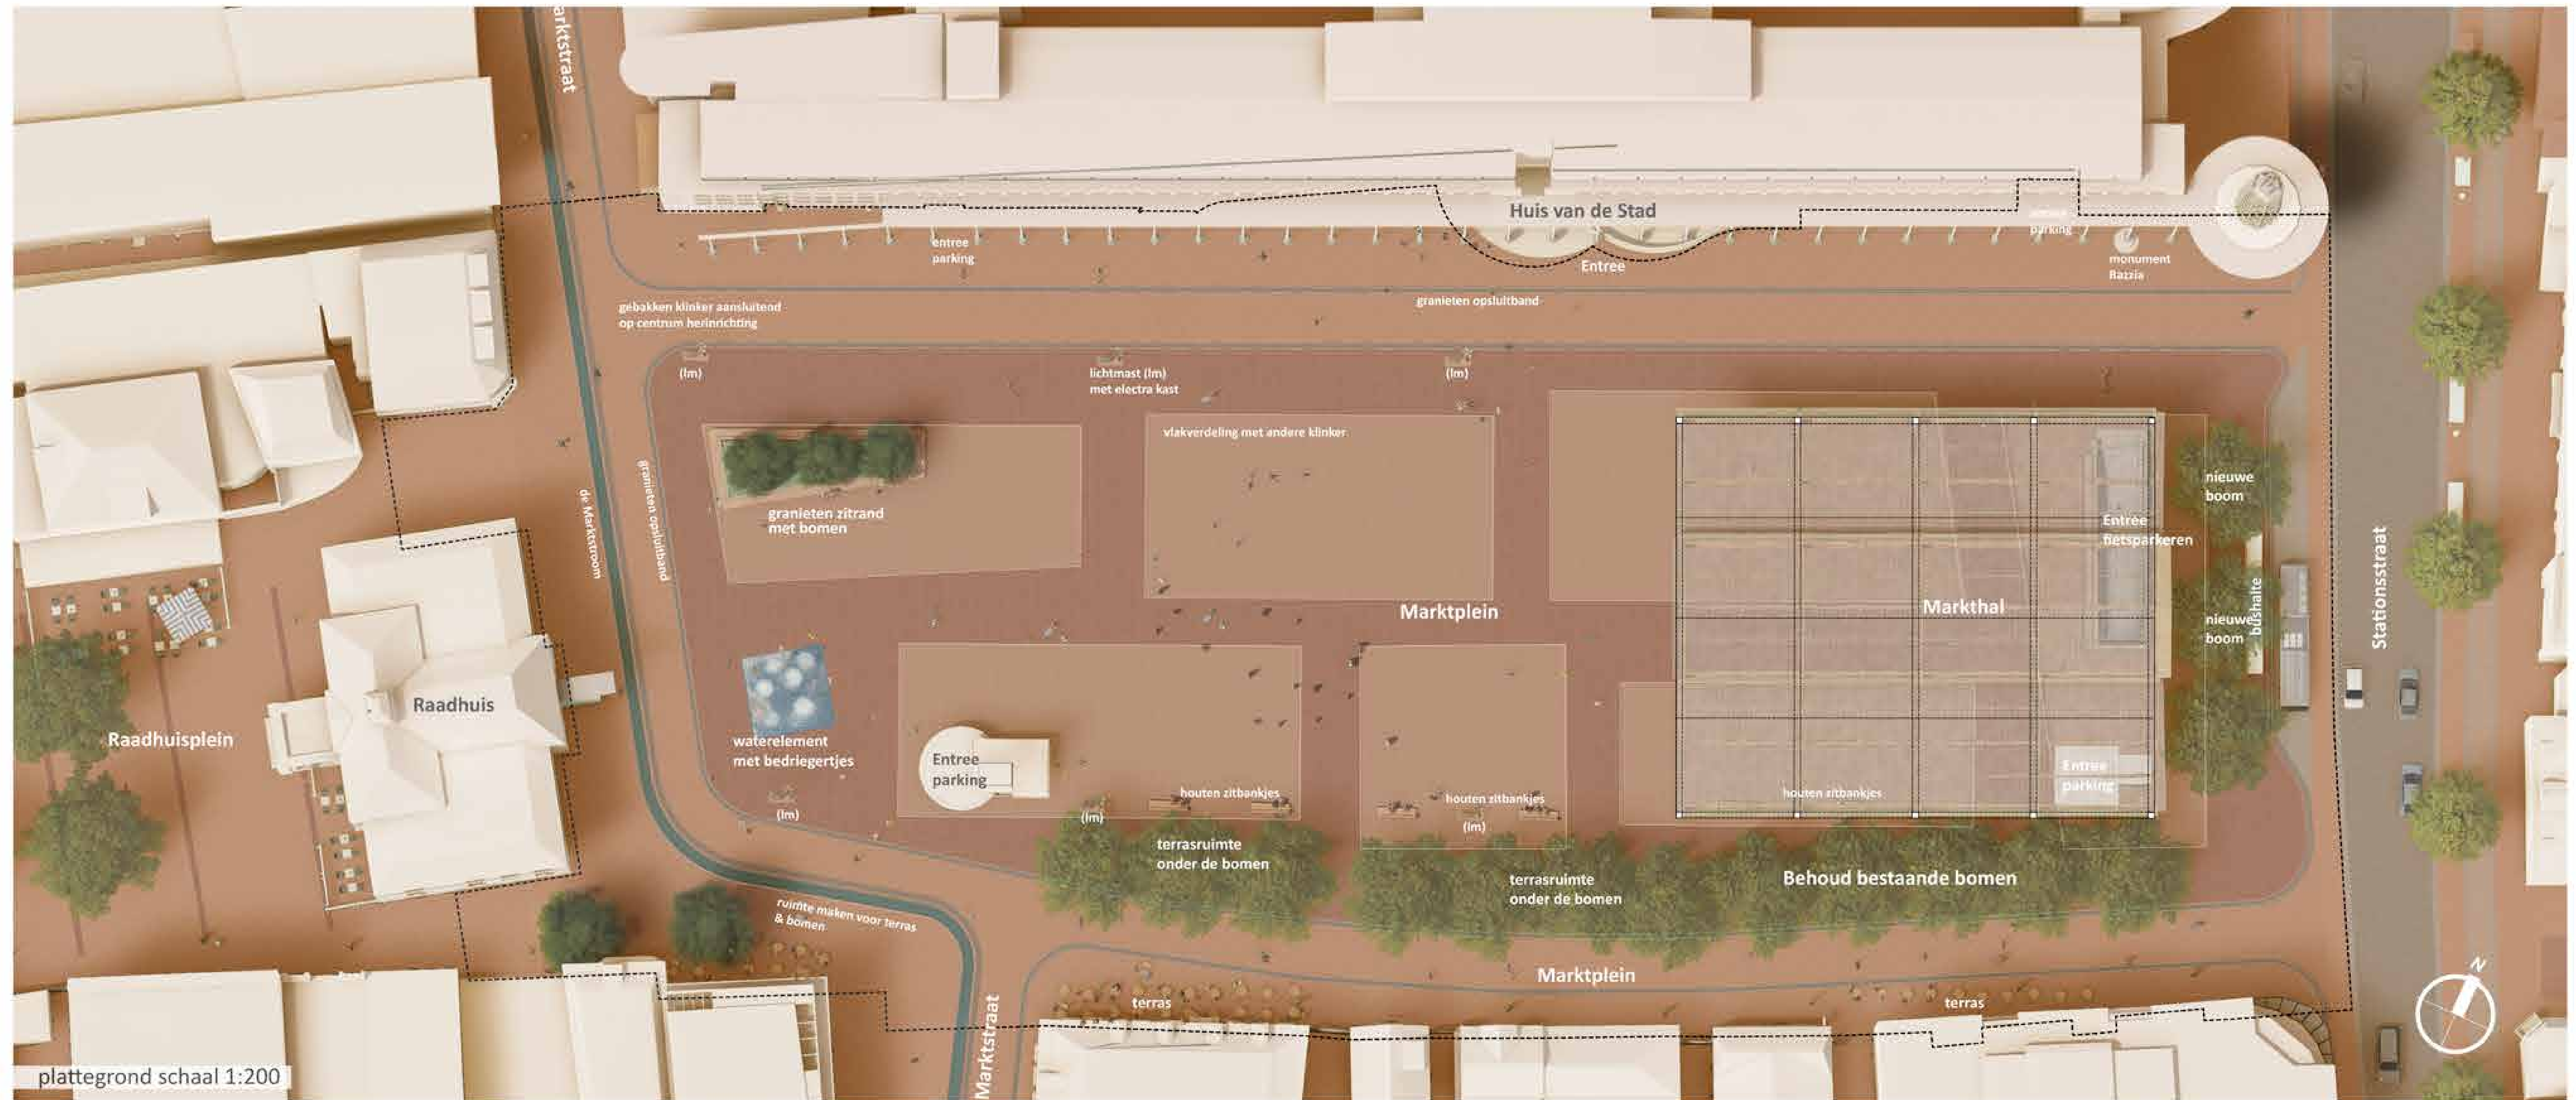 arktstraat
Huis van de Stad
entree
parking
Entree
entree
parking
monument
Razzia
gebakken klinker aansluitend
op centrum herinrichting
granieten opsluitband
(lm)
lichtmast (lm)
met electra kast
(lm)
vlakverdeling met andere klinker
granieten zitrand
met bomen
de Marktstroom
granieten opsluitband
nieuwe
boom
Entree
fietsparkeren
Marktplein
Markthal
nieuwe
boom
bushalte
Stationsstraat
Raadhuis
Raadhuisplein
waterelement
met bedriegertjes
Entree
parking
houten zitbankjes
houten zitbankjes
houten zitbankjes
Entree
parking
(lm)
(lm)
(lm)
terrasruimte
onder de bomen
terrasruimte
onder de bomen
Behoud bestaande bomen
ruimte maken voor terras
& bomen
Marktplein
terras
terras
Marktstraat
N
plattegrond schaal 1:200